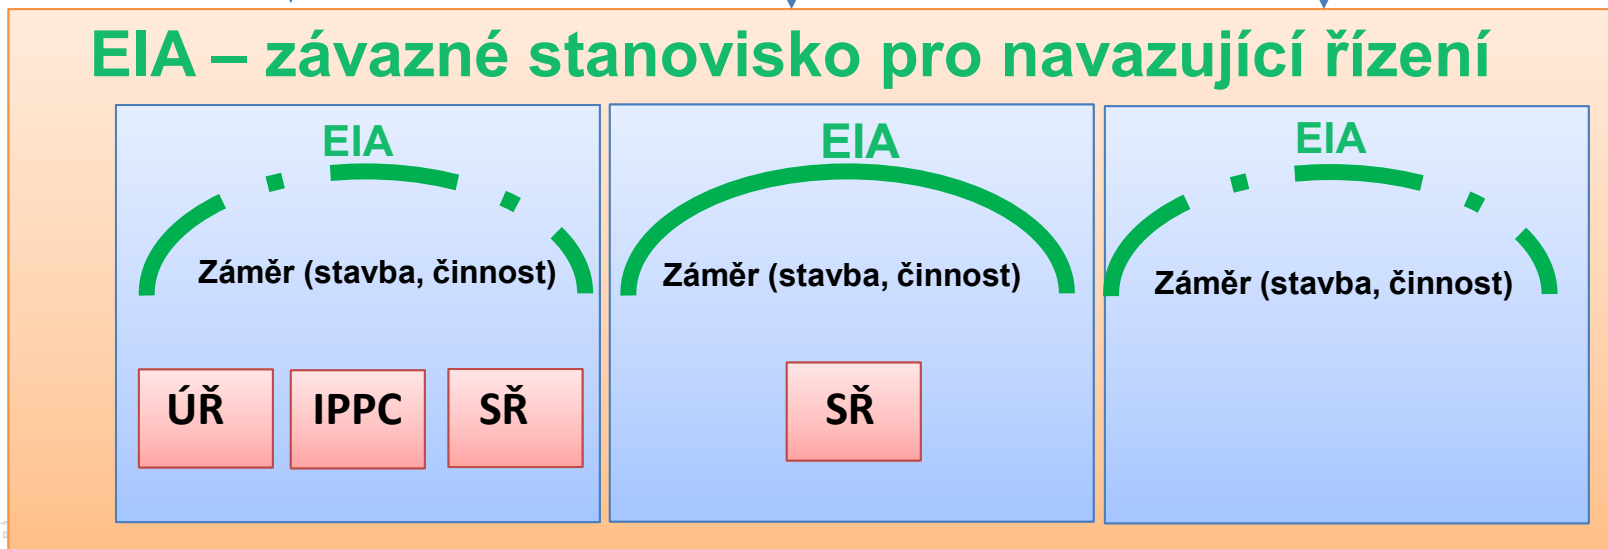 EIA – závazné stanovisko pro navazující řízení
EIA
Záměr (stavba, činnost)
ÚŘ
IPPC
SŘ
EIA
Záměr (stavba, činnost)
SŘ
EIA
Záměr (stavba, činnost)